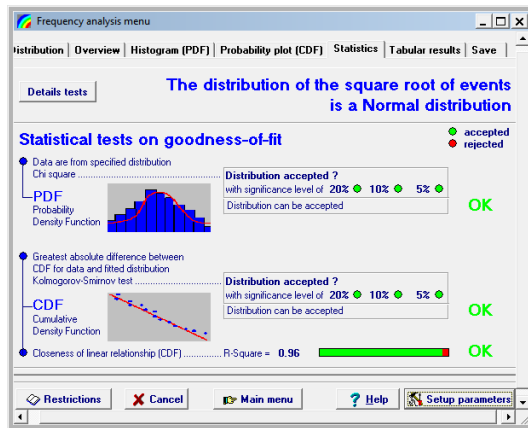 Frequency analysis menu
istribution | Overview | Histogram (PDF) | Probability plot (CDF) | Statistics | Tabular results | Save |
Details tests
The distribution of the square root of events
is a Normal distribution
Statistical tests on goodness-of-fit
accepted
rejected
Data are from specified distribution
Chi square
Distribution accepted ?
with significance level of 20% 10% 5%
Distribution can be accepted
PDF
Probability
Density Function
OK
Greatest absolute difference between
CDF for data and fitted distribution
Kolmogorov-Smirnov test
Distribution accepted ?
with significance level of 20% 10% 5%
Distribution can be accepted
CDF
Cumulative
Density Function
OK
Closeness of linear relationship (CDF) ............ R-Square = 0.96
OK
Restrictions
Cancel
Main menu
Help
Setup parameters